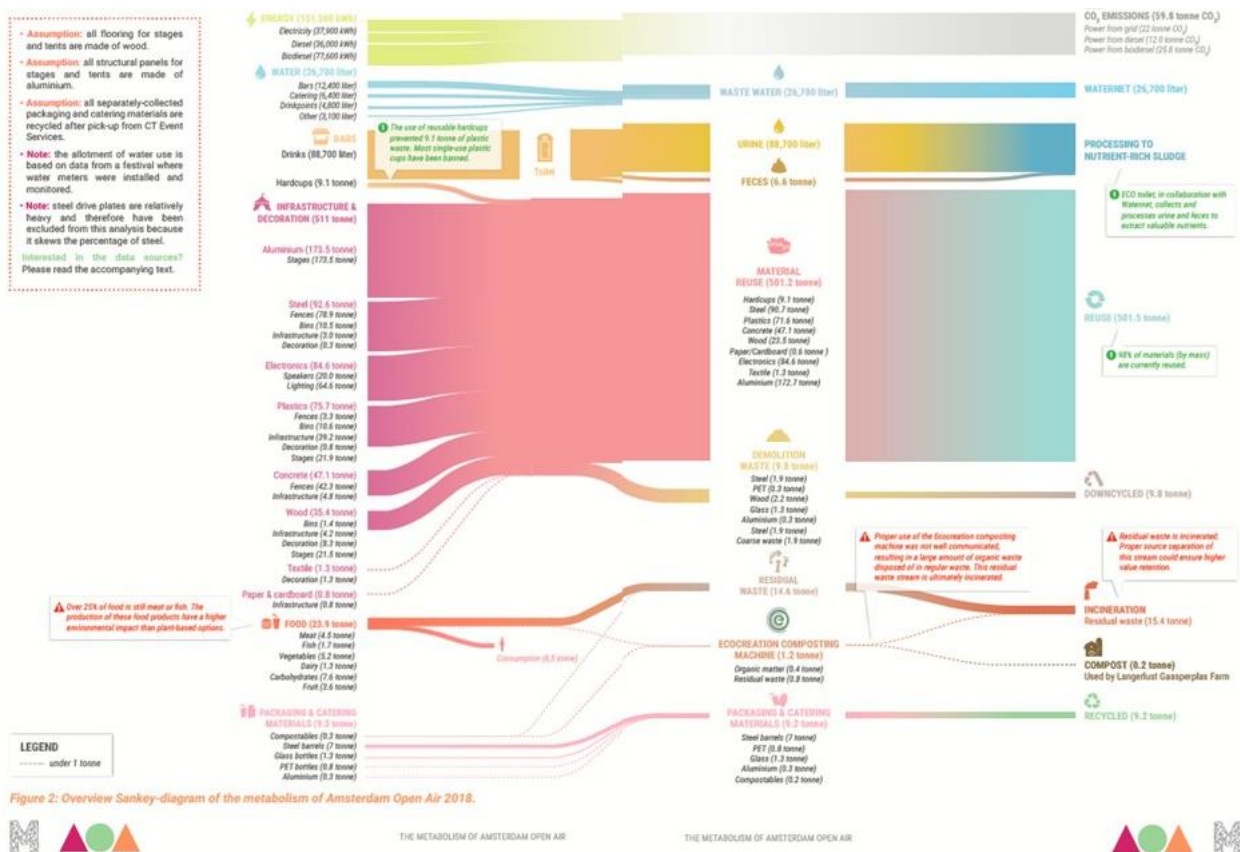 • Assumption: all flooring for stages
and tents are made of wood.
• Assumption: all structural panels for
stages and tents are made of
aluminium.
• Assumption: all separately-collected
packaging and catering materials are
recycled after pick-up from CT Event
Services.
• Note: the allotment of water use is
based on data from a festival where
water meters were installed and
monitored.
• Note: steel drive plates are relatively
heavy and therefore have been
excluded from this analysis because
it skews the percentage of steel.
Interested in the data sources?
Please read the accompanying text.
ENERGY (151,500 kWh)
Electricity (37,900 kWh)
Diesel (36,000 kWh)
Biodiesel (77,600 kWh)
WATER (26,700 liter)
Bars (12,400 liter)
Catering (6,400 liter)
Drinkpoints (4,800 liter)
Other (3,100 liter)
BARS
Drinks (88,700 liter)
Hardcups (9.1 tonne)
The use of reusable hardcups
prevented 9.1 tonne of plastic
waste. Most single-use plastic
cups have been banned.
Toilet
INFRASTRUCTURE &
DECORATION (511 tonne)
Aluminium (173.5 tonne)
Stages (173.5 tonne)
Steel (92.6 tonne)
Fences (78.9 tonne)
Bins (10.5 tonne)
Infrastructure (3.0 tonne)
Decoration (0.3 tonne)
Electronics (84.6 tonne)
Speakers (20.0 tonne)
Lighting (64.6 tonne)
Plastics (75.7 tonne)
Fences (3.3 tonne)
Bins (10.6 tonne)
Infrastructure (39.2 tonne)
Decoration (0.8 tonne)
Stages (21.9 tonne)
Concrete (47.1 tonne)
Fences (42.3 tonne)
Infrastructure (4.8 tonne)
Wood (35.4 tonne)
Bins (1.4 tonne)
Infrastructure (4.2 tonne)
Decoration (8.3 tonne)
Stages (21.5 tonne)
Textile (1.3 tonne)
Decoration (1.3 tonne)
Paper & cardboard (0.8 tonne)
Infrastructure (0.8 tonne)
Over 25% of food is still meat or fish. The
production of these food products have a higher
environmental impact than plant-based options.
FOOD (23.9 tonne)
Meat (4.5 tonne)
Fish (1.7 tonne)
Vegetables (5.2 tonne)
Dairy (1.3 tonne)
Carbohydrates (7.6 tonne)
Fruit (3.6 tonne)
Consumption (8,5 tonne)
PACKAGING & CATERING
MATERIALS (9.3 tonne)
Compostables (0.3 tonne)
Steel barrels (7 tonne)
Glass bottles (1.3 tonne)
PET bottles (0.8 tonne)
Aluminium (0.3 tonne)
LEGEND
under 1 tonne
WASTE WATER (26,700 liter)
URINE (88,700 liter)
FECES (6.6 tonne)
MATERIAL
REUSE (501.2 tonne)
Hardcups (9.1 tonne)
Steel (90.7 tonne)
Plastics (71.6 tonne)
Concrete (47.1 tonne)
Wood (23.5 tonne)
Paper/Cardboard (0.6 tonne )
Electronics (84.6 tonne)
Textile (1.3 tonne)
Aluminium (172.7 tonne)
DEMOLITION
WASTE (9.8 tonne)
Steel (1.9 tonne)
PET (0.3 tonne)
Wood (2.2 tonne)
Glass (1.3 tonne)
Aluminium (0.3 tonne)
Steel (1.9 tonne)
Coarse waste (1.9 tonne)
RESIDUAL
WASTE (14.6 tonne)
ECOCREATION COMPOSTING
MACHINE (1.2 tonne)
Organic matter (0.4 tonne)
Residual waste (0.8 tonne)
PACKAGING & CATERING
MATERIALS (9.2 tonne)
Steel barrels (7 tonne)
PET (0.8 tonne)
Glass (1.3 tonne)
Aluminium (0.3 tonne)
Compostables (0.2 tonne)
Proper use of the Ecocreation composting
machine was not well communicated,
resulting in a large amount of organic waste
disposed of in regular waste. This residual
waste stream is ultimately incinerated.
CO₂ EMISSIONS (59.8 tonne CO₂)
Power from grid (22 tonne CO₂)
Power from diesel (12.0 tonne CO₂)
Power from biodiesel (25.8 tonne CO₂)
WATERNET (26,700 liter)
PROCESSING TO
NUTRIENT-RICH SLUDGE
ECO toilet, in collaboration with
Waternet, collects and
processes urine and feces to
extract valuable nutrients.
REUSE (501.5 tonne)
98% of materials (by mass)
are currently reused.
DOWNCYCLED (9.8 tonne)
Residual waste is incinerated.
Proper source separation of
this stream could ensure higher
value retention.
INCINERATION
Residual waste (15.4 tonne)
COMPOST (0.2 tonne)
Used by Langerlust Gaasperplas Farm
RECYCLED (9.2 tonne)
Figure 2: Overview Sankey-diagram of the metabolism of Amsterdam Open Air 2018.
THE METABOLISM OF AMSTERDAM OPEN AIR
THE METABOLISM OF AMSTERDAM OPEN AIR